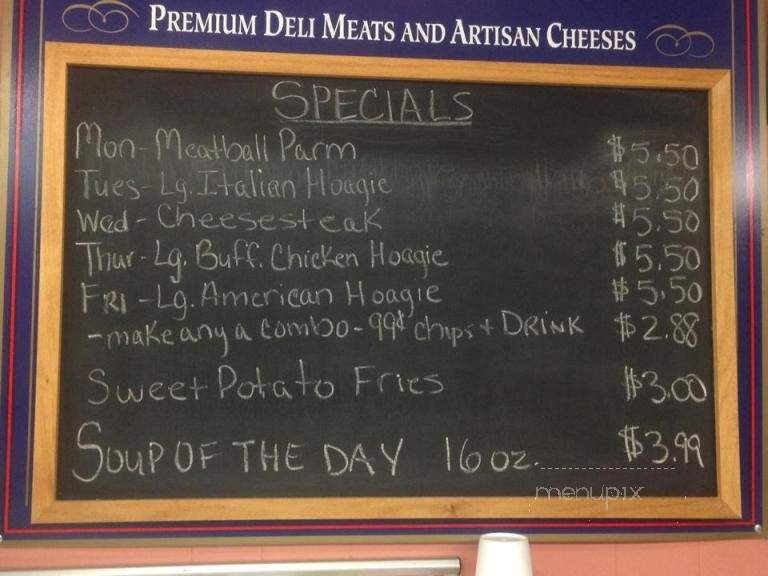 PREMIUM DELI MEATS AND ARTISAN CHEESES
SPECIALS
Mon - Meatball Parm $5.50
Tues - Lg. Italian Hoagie $5.50
Wed - Cheesesteak $5.50
Thur - Lg. Buff. Chicken Hoagie $5.50
FRI - Lg. American Hoagie $5.50
- make any a combo - 99¢ chips + DRINK $2.88
Sweet Potato Fries $3.00
SOUP OF THE DAY 16 oz. $3.99
menupix